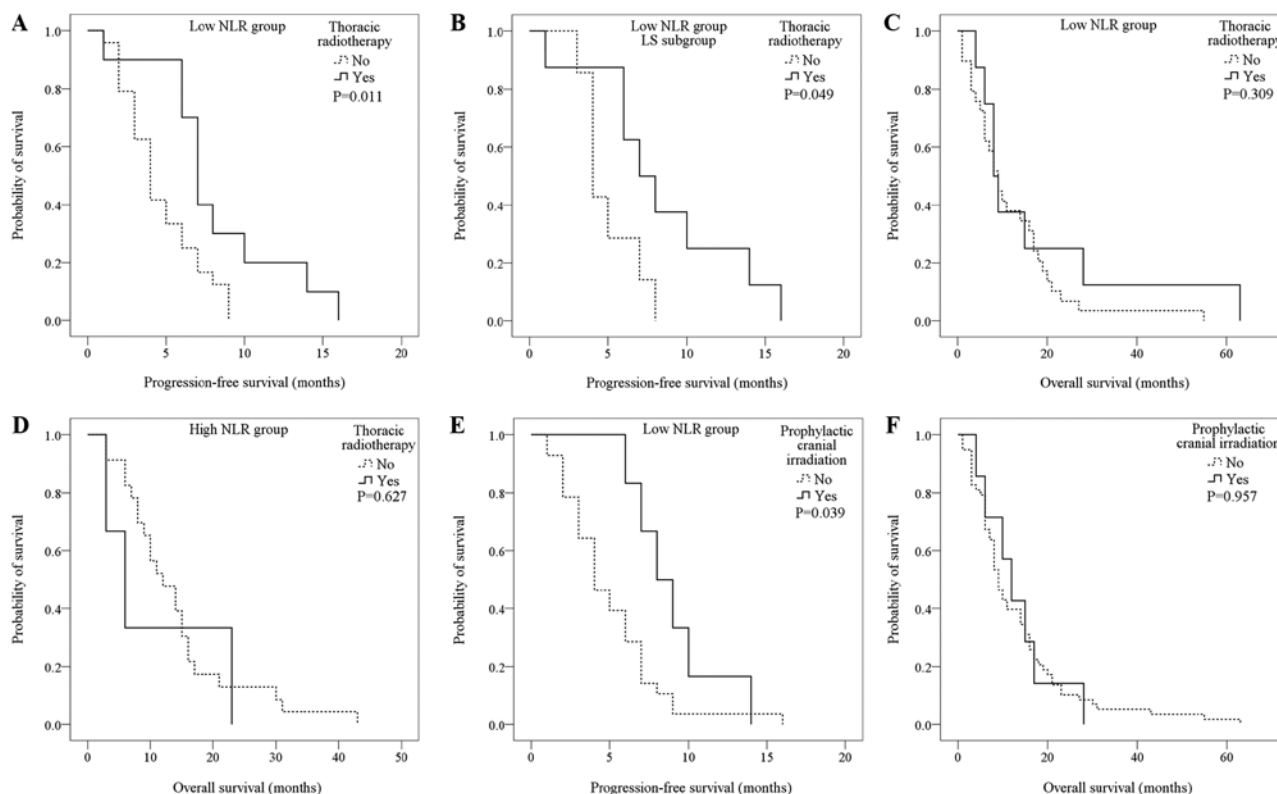 A
Low NLR group
Thoracic
radiotherapy
No
Yes
P=0.011
Probability of survival
1.0
0.8
0.6
0.4
0.2
0.0
0 5 10 15 20
Progression-free survival (months)
B
Low NLR group
LS subgroup
Thoracic
radiotherapy
No
Yes
P=0.049
Probability of survival
1.0
0.8
0.6
0.4
0.2
0.0
0 5 10 15 20
Progression-free survival (months)
C
Low NLR group
Thoracic
radiotherapy
No
Yes
P=0.309
Probability of survival
1.0
0.8
0.6
0.4
0.2
0.0
0 20 40 60
Overall survival (months)
D
High NLR group
Thoracic
radiotherapy
No
Yes
P=0.627
Probability of survival
1.0
0.8
0.6
0.4
0.2
0.0
0 10 20 30 40 50
Overall survival (months)
E
Low NLR group
Prophylactic
cranial
irradiation
No
Yes
P=0.039
Probability of survival
1.0
0.8
0.6
0.4
0.2
0.0
0 5 10 15 20
Progression-free survival (months)
F
Prophylactic
cranial irradiation
No
Yes
P=0.957
Probability of survival
1.0
0.8
0.6
0.4
0.2
0.0
0 20 40 60
Overall survival (months)